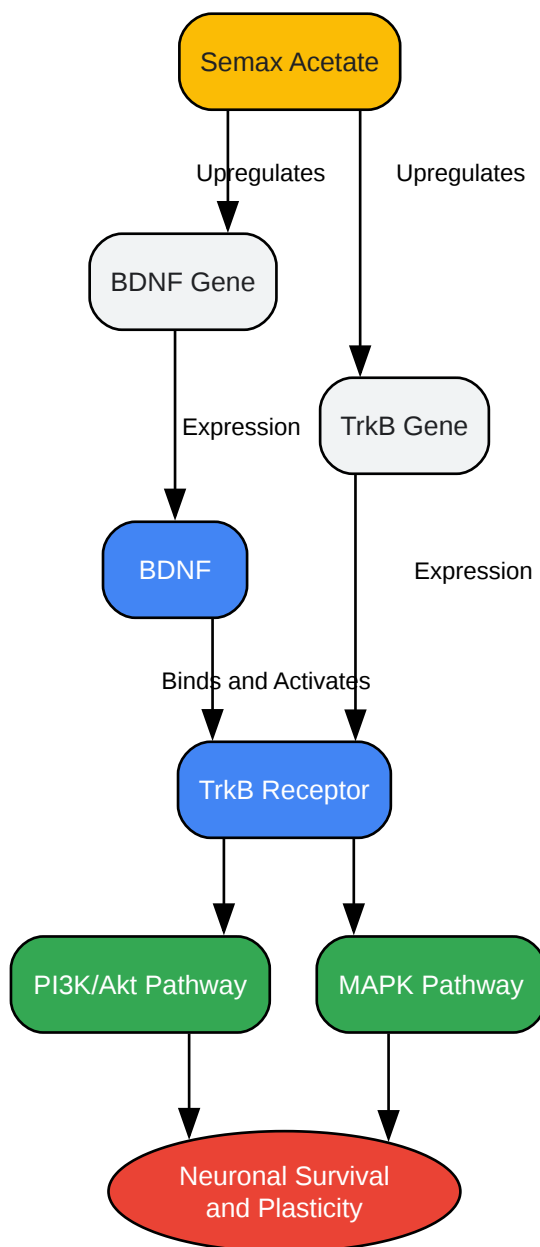 Semax Acetate
Upregulates
Upregulates
BDNF Gene
Expression
TrkB Gene
BDNF
Expression
Binds and Activates
TrkB Receptor
PI3K/Akt Pathway
MAPK Pathway
Neuronal Survival
and Plasticity